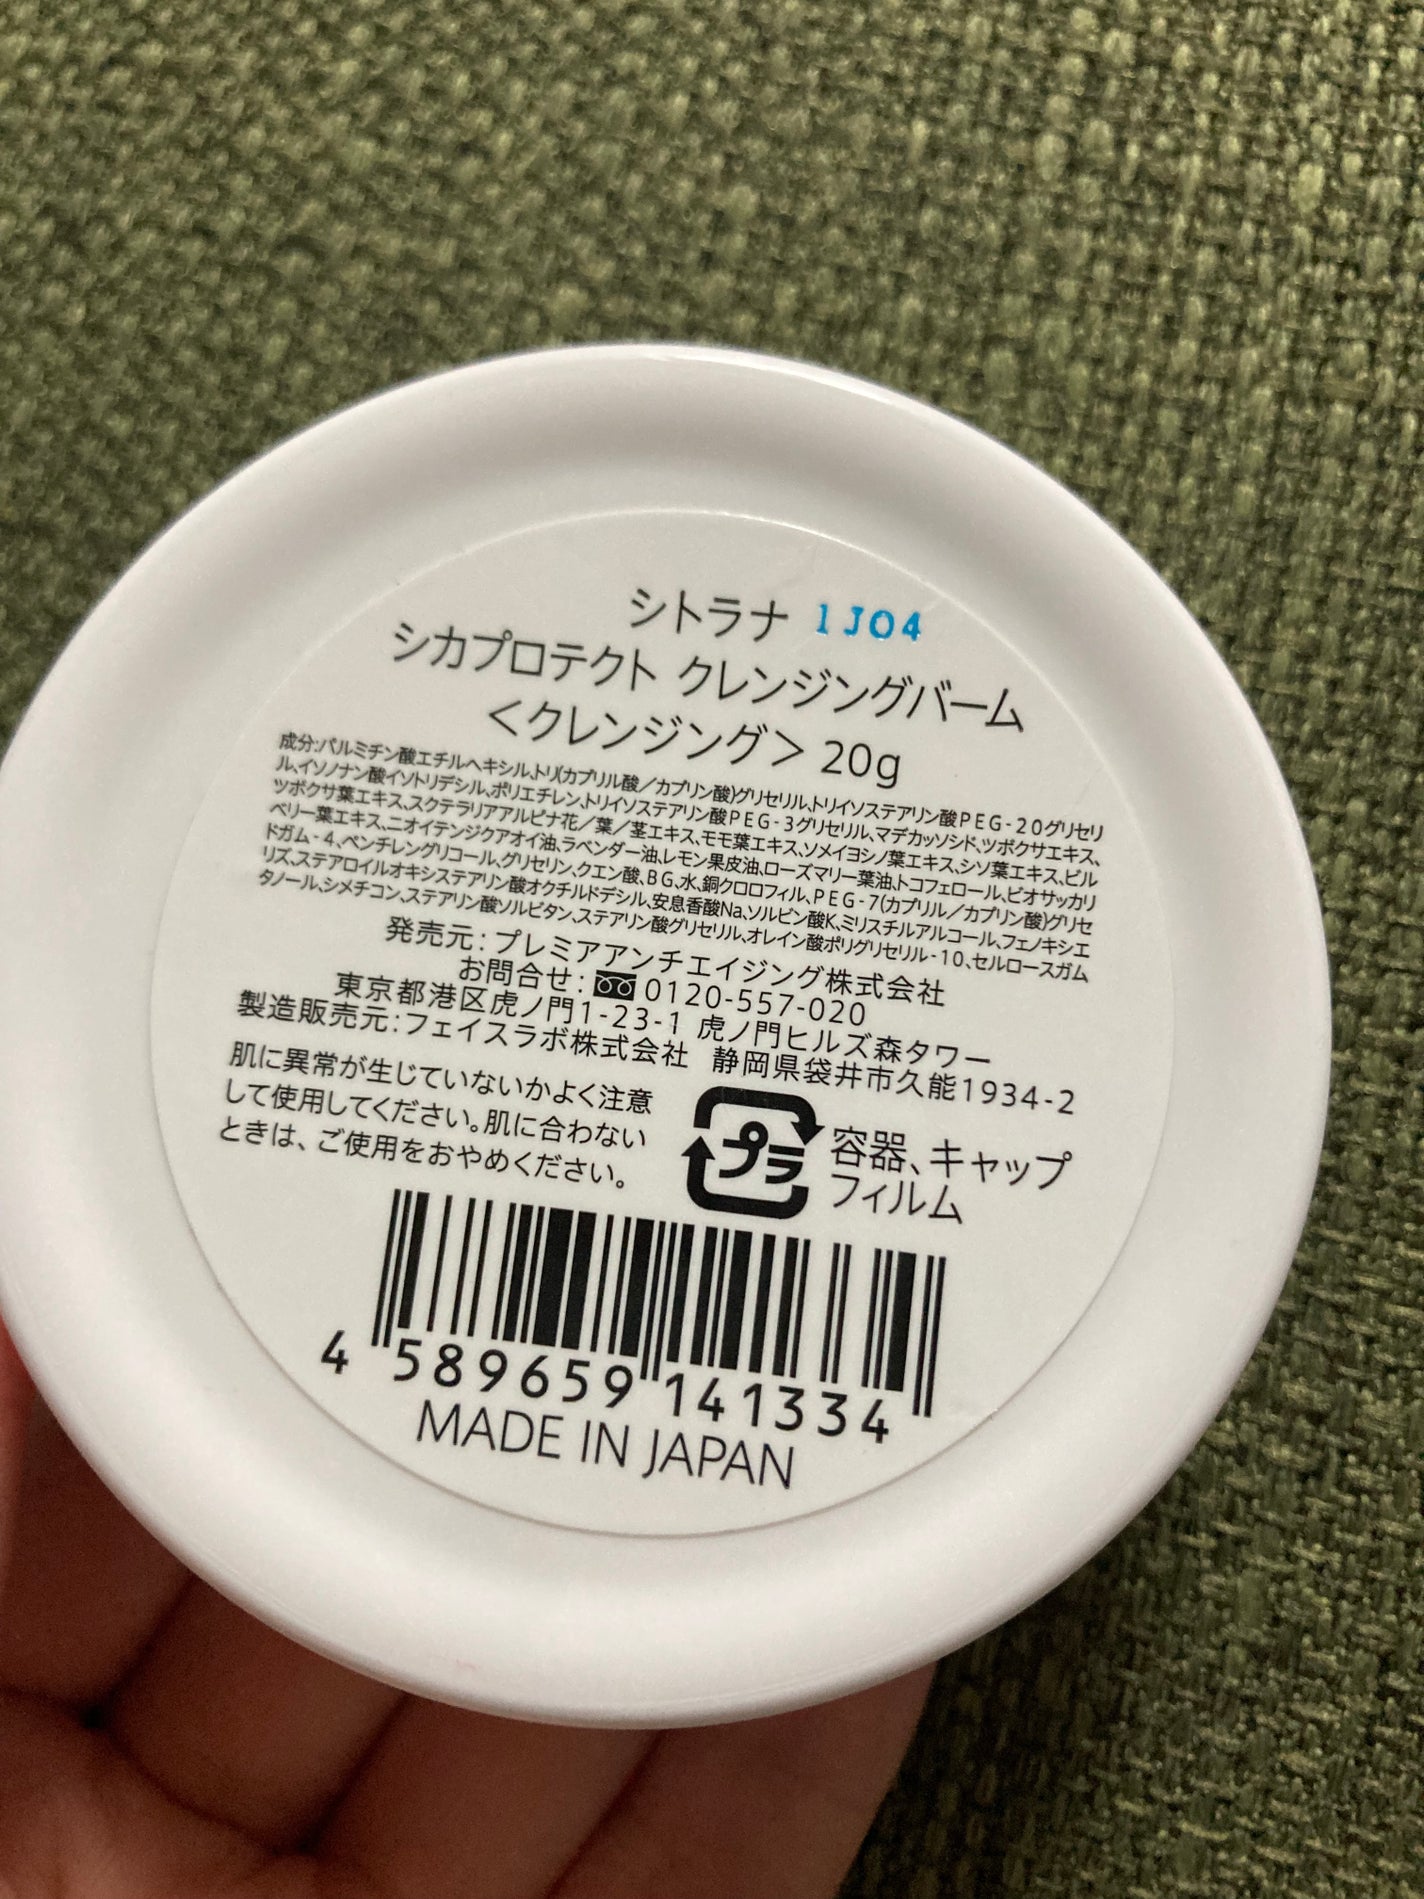 シトラナ 1J04
シカプロテクト クレンジングバーム
＜クレンジング＞ 20g
成分:パルミチン酸エチルヘキシル、トリ(カプリル酸／カプリン酸)グリセリル、トリイソステアリン酸PEG-20グリセリ
ル、イソノナン酸イソトリデシル、ポリエチレン、トリイソステアリン酸PEG-3グリセリル、マデカッソシド、ツボクサエキス、
ツボクサ葉エキス、スクテラリアアルピナ花／葉／茎エキス、モモ葉エキス、ソメイヨシノ葉エキス、シソ葉エキス、ビル
ベリー葉エキス、ニオイテンジクアオイ油、ラベンダー油、レモン果皮油、ローズマリー葉油、トコフェロール、ビオサッカリ
ドガム-4、ペンチレングリコール、グリセリン、クエン酸、BG、水、銅クロロフィル、PEG-7(カプリル／カプリン酸)グリセ
リズ、ステアロイルオキシステアリン酸オクチルドデシル、安息香酸Na、ソルビン酸K、ミリスチルアルコール、フェノキシエ
タノール、シメチコン、ステアリン酸ソルビタン、ステアリン酸グリセリル、オレイン酸ポリグリセリル-10、セルロースガム
発売元:プレミアアンチエイジング株式会社
お問合せ: 0120-557-020
東京都港区虎ノ門1-23-1 虎ノ門ヒルズ森タワー
製造販売元:フェイスラボ株式会社 静岡県袋井市久能1934-2
肌に異常が生じていないかよく注意
して使用してください。肌に合わない
ときは、ご使用をおやめください。
プラ 容器、キャップ
フィルム
4 589659 141334
MADE IN JAPAN